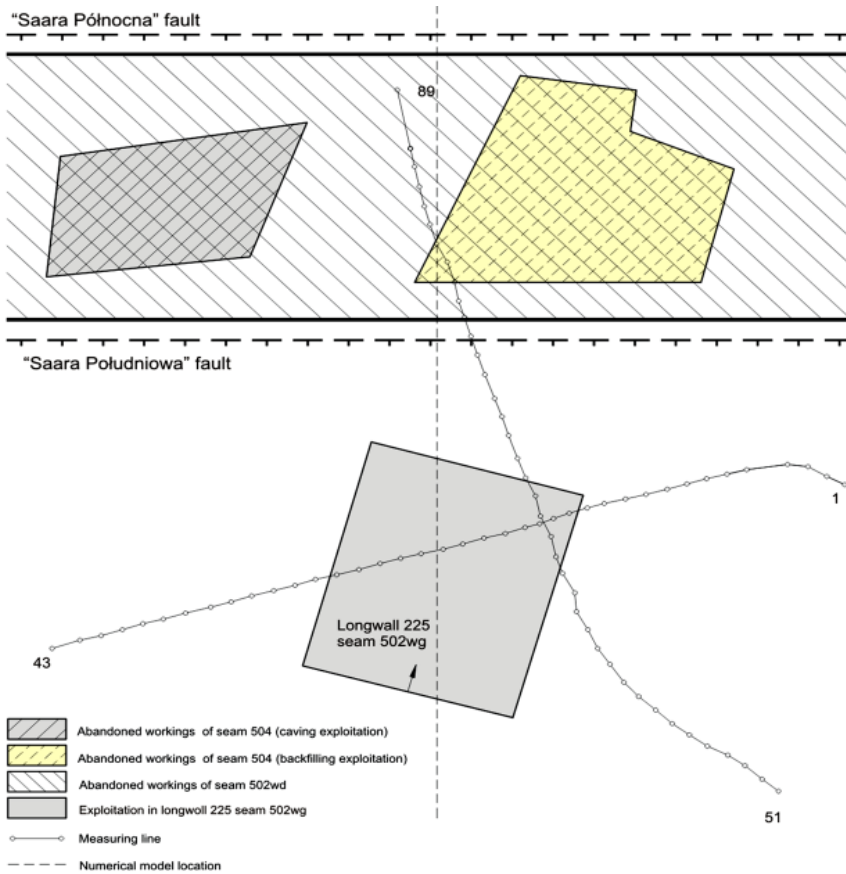 “Saara Północna” fault
89
“Saara Południowa” fault
1
Longwall 225
seam 502wg
43
Abandoned workings of seam 504 (caving exploitation)
Abandoned workings of seam 504 (backfilling exploitation)
Abandoned workings of seam 502wd
Exploitation in longwoll 225 seam 502wg
51
Measuring line
Numerical model location